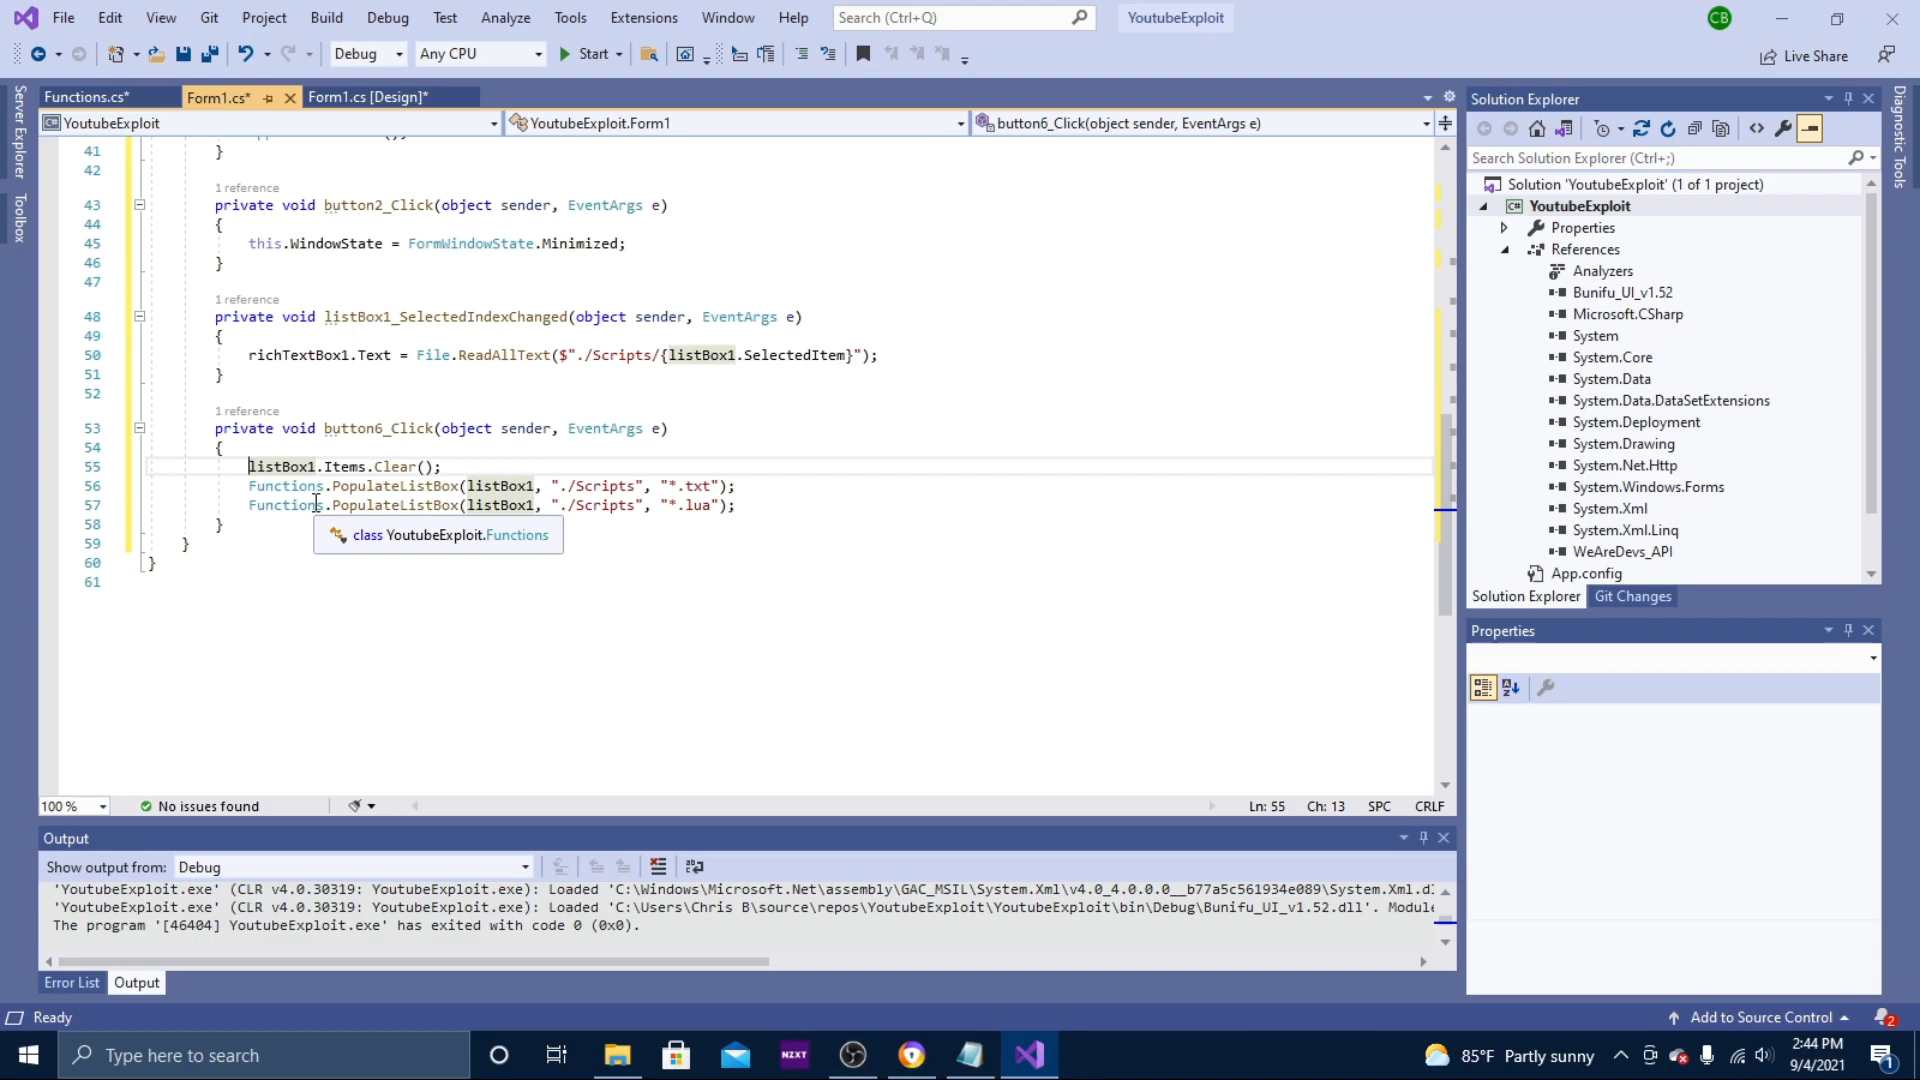 File Edit View Git Project Build Debug Test Analyze Tools Extensions Window Help Search (Ctrl+Q) YoutubeExploit CB
Debug Any CPU Start Live Share
Server Explorer
Toolbox
Functions.cs* Form1.cs* Form1.cs [Design]*
C# YoutubeExploit YoutubeExploit.Form1 button6_Click(object sender, EventArgs e)
41 }
42
1 reference
43 private void button2_Click(object sender, EventArgs e)
44 {
45 this.WindowState = FormWindowState.Minimized;
46 }
47
1 reference
48 private void listBox1_SelectedIndexChanged(object sender, EventArgs e)
49 {
50 richTextBox1.Text = File.ReadAllText($"./Scripts/{listBox1.SelectedItem}");
51 }
52
1 reference
53 private void button6_Click(object sender, EventArgs e)
54 {
55 listBox1.Items.Clear();
56 Functions.PopulateListBox(listBox1, "./Scripts", "*.txt");
57 Functions.PopulateListBox(listBox1, "./Scripts", "*.lua");
58 }
class YoutubeExploit.Functions
59 }
60 }
61
100 % No issues found Ln: 55 Ch: 13 SPC CRLF
Output
Show output from: Debug
'YoutubeExploit.exe' (CLR v4.0.30319: YoutubeExploit.exe): Loaded 'C:\Windows\Microsoft.Net\assembly\GAC_MSIL\System.Xml\v4.0_4.0.0.0__b77a5c561934e089\System.Xml.dl
'YoutubeExploit.exe' (CLR v4.0.30319: YoutubeExploit.exe): Loaded 'C:\Users\Chris B\source\repos\YoutubeExploit\YoutubeExploit\bin\Debug\Bunifu_UI_v1.52.dll'. Module
The program '[46404] YoutubeExploit.exe' has exited with code 0 (0x0).
Error List Output
Solution Explorer
Search Solution Explorer (Ctrl+;)
Solution 'YoutubeExploit' (1 of 1 project)
C# YoutubeExploit
Properties
References
Analyzers
Bunifu_UI_v1.52
Microsoft.CSharp
System
System.Core
System.Data
System.Data.DataSetExtensions
System.Deployment
System.Drawing
System.Net.Http
System.Windows.Forms
System.Xml
System.Xml.Linq
WeAreDevs_API
App.config
Solution Explorer Git Changes
Properties
Diagnostic Tools
Ready Add to Source Control 2
Type here to search NZXT 85°F Partly sunny 2:44 PM
9/4/2021 1